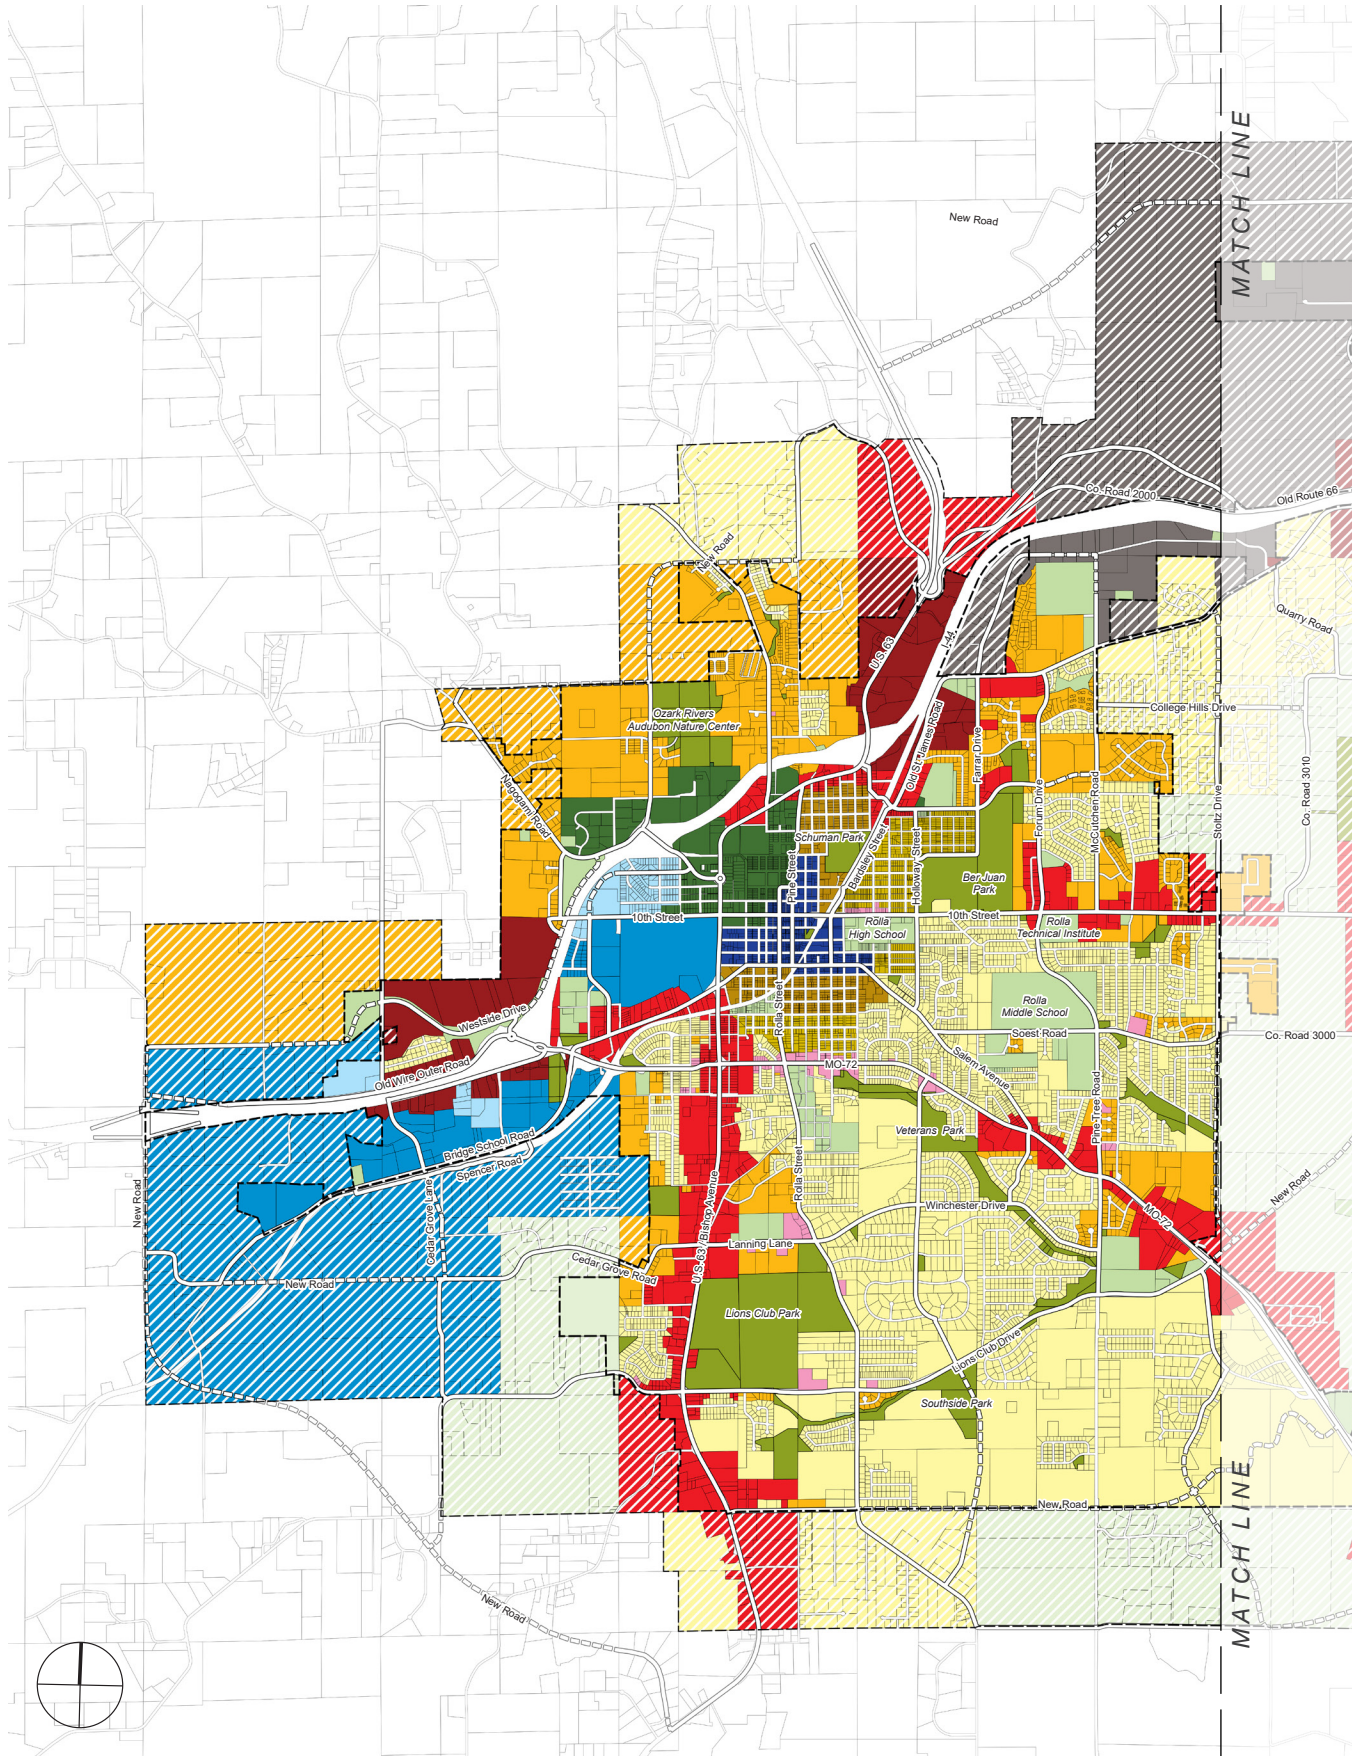 MATCH LINE
New Road
Co. Road 2000
Old Route 66
New Road
Quarry Road
I-44
U.S. 63
College Hills Drive
Ozark Rivers
Audubon Nature Center
Old St. James Road
Farrar Drive
Nagogami Road
Forum Drive
McCutchen Road
Stoltz Drive
Co. Road 3010
Schuman Park
Bardsley Street
Holloway Street
Pine Street
Ber Juan
Park
10th Street
Rolla
High School
10th Street
Rolla
Technical Institute
Rolla
Middle School
Westside Drive
Rolla Street
Soest Road
Co. Road 3000
Old Wire Outer Road
MO-72
Salem Avenue
Pine Tree Road
Veterans Park
Bridge School Road
Spencer Road
New Road
Cedar Grove Lane
Rolla Street
U.S. 63 / Bishop Avenue
Winchester Drive
MO-72
New Road
Lanning Lane
Cedar Grove Road
New Road
Lions Club Park
Lions Club Drive
Southside Park
New Road
MATCH LINE
New Road